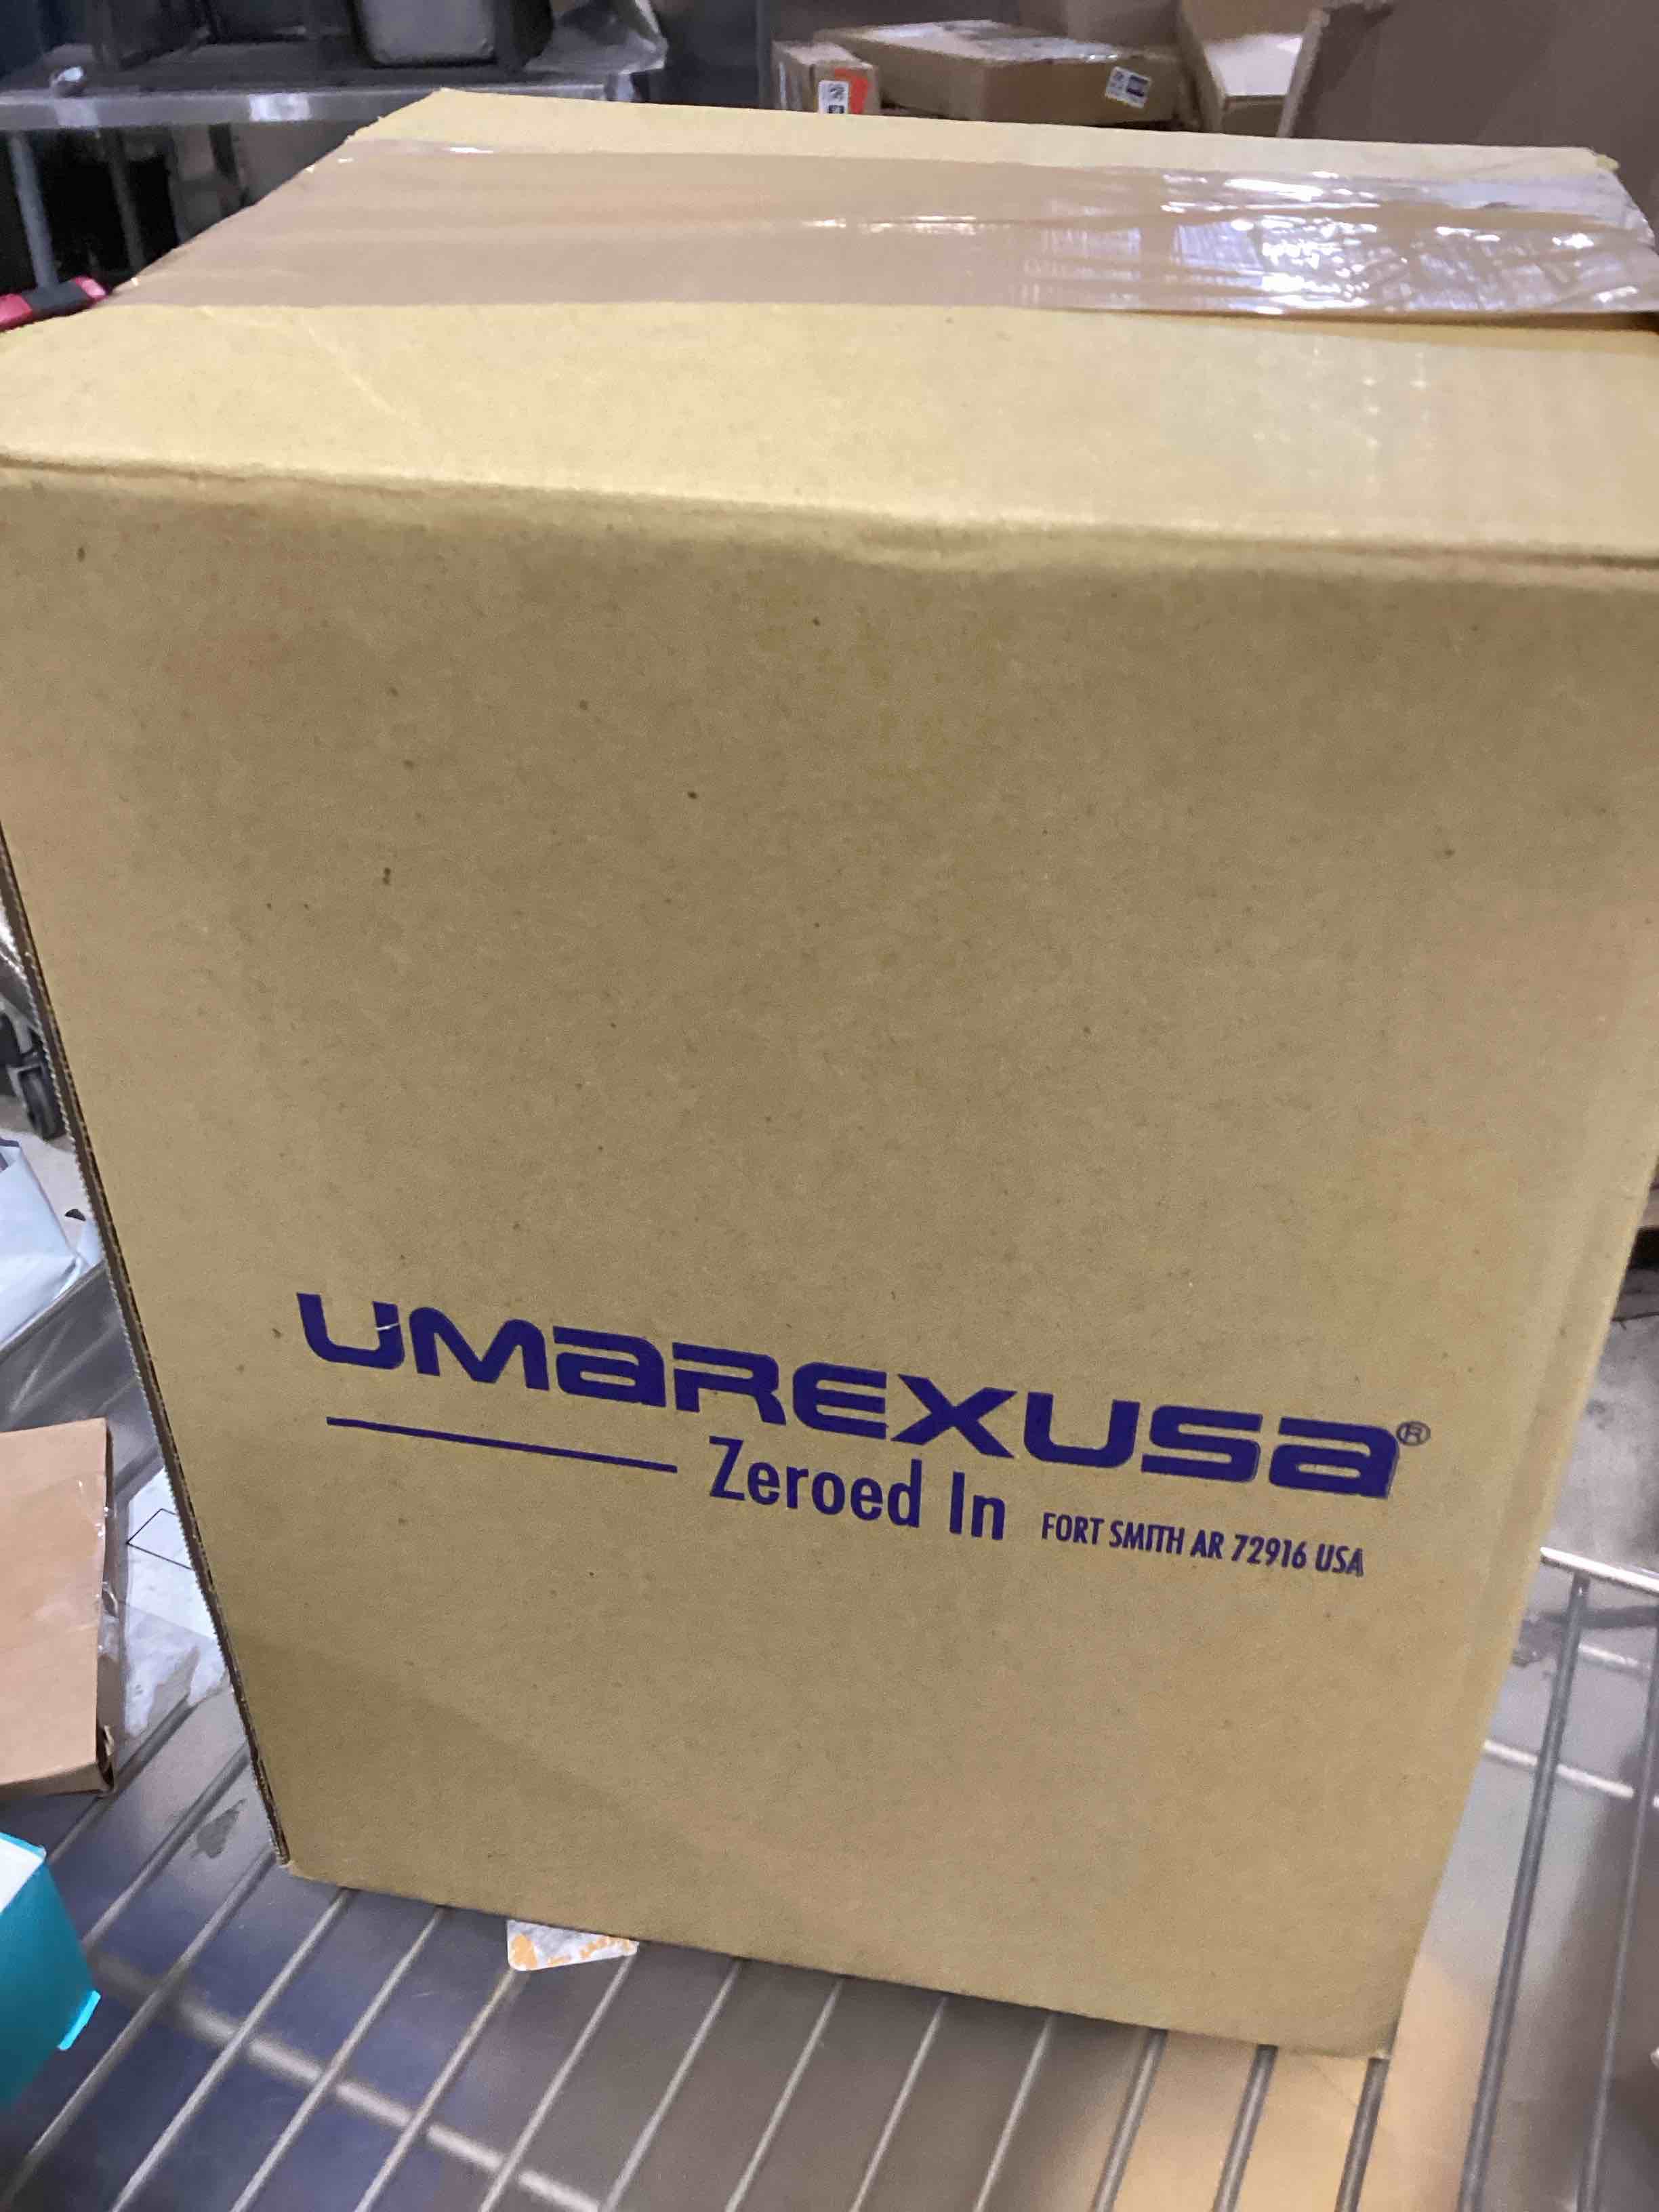 UMAREXUSA®
Zeroed In FORT SMITH AR 72916 USA